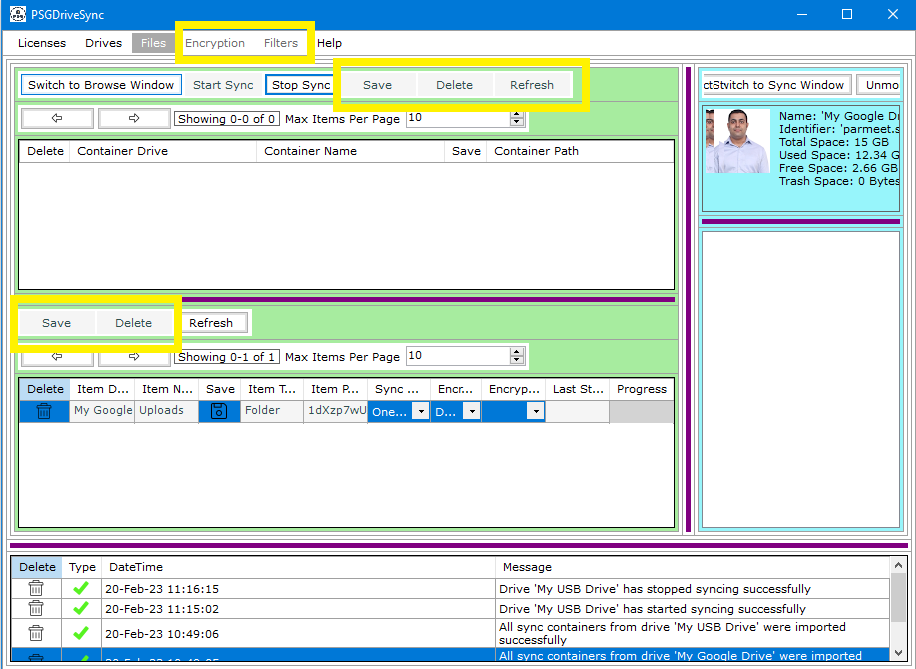 PSGDriveSync
Licenses Drives Files Encryption Filters Help
Switch to Browse Window Start Sync Stop Sync Save Delete Refresh
Showing 0-0 of 0 Max Items Per Page 10
Delete Container Drive Container Name Save Container Path
Save Delete Refresh
Showing 0-1 of 1 Max Items Per Page 10
Delete Item D... Item N... Save Item T... Item P... Sync ... Encr... Encryp... Last St... Progress
My Google Uploads Folder 1dXzp7wU One... D...
ctSwitch to Sync Window Unmo
Name: 'My Google Dr
Identifier: 'parmeet.s
Total Space: 15 GB
Used Space: 12.34 G
Free Space: 2.66 GB
Trash Space: 0 Bytes
Delete Type DateTime Message
20-Feb-23 11:16:15 Drive 'My USB Drive' has stopped syncing successfully
20-Feb-23 11:15:02 Drive 'My USB Drive' has started syncing successfully
20-Feb-23 10:49:06 All sync containers from drive 'My USB Drive' were imported
successfully
All sync containers from drive 'My Google Drive' were imported